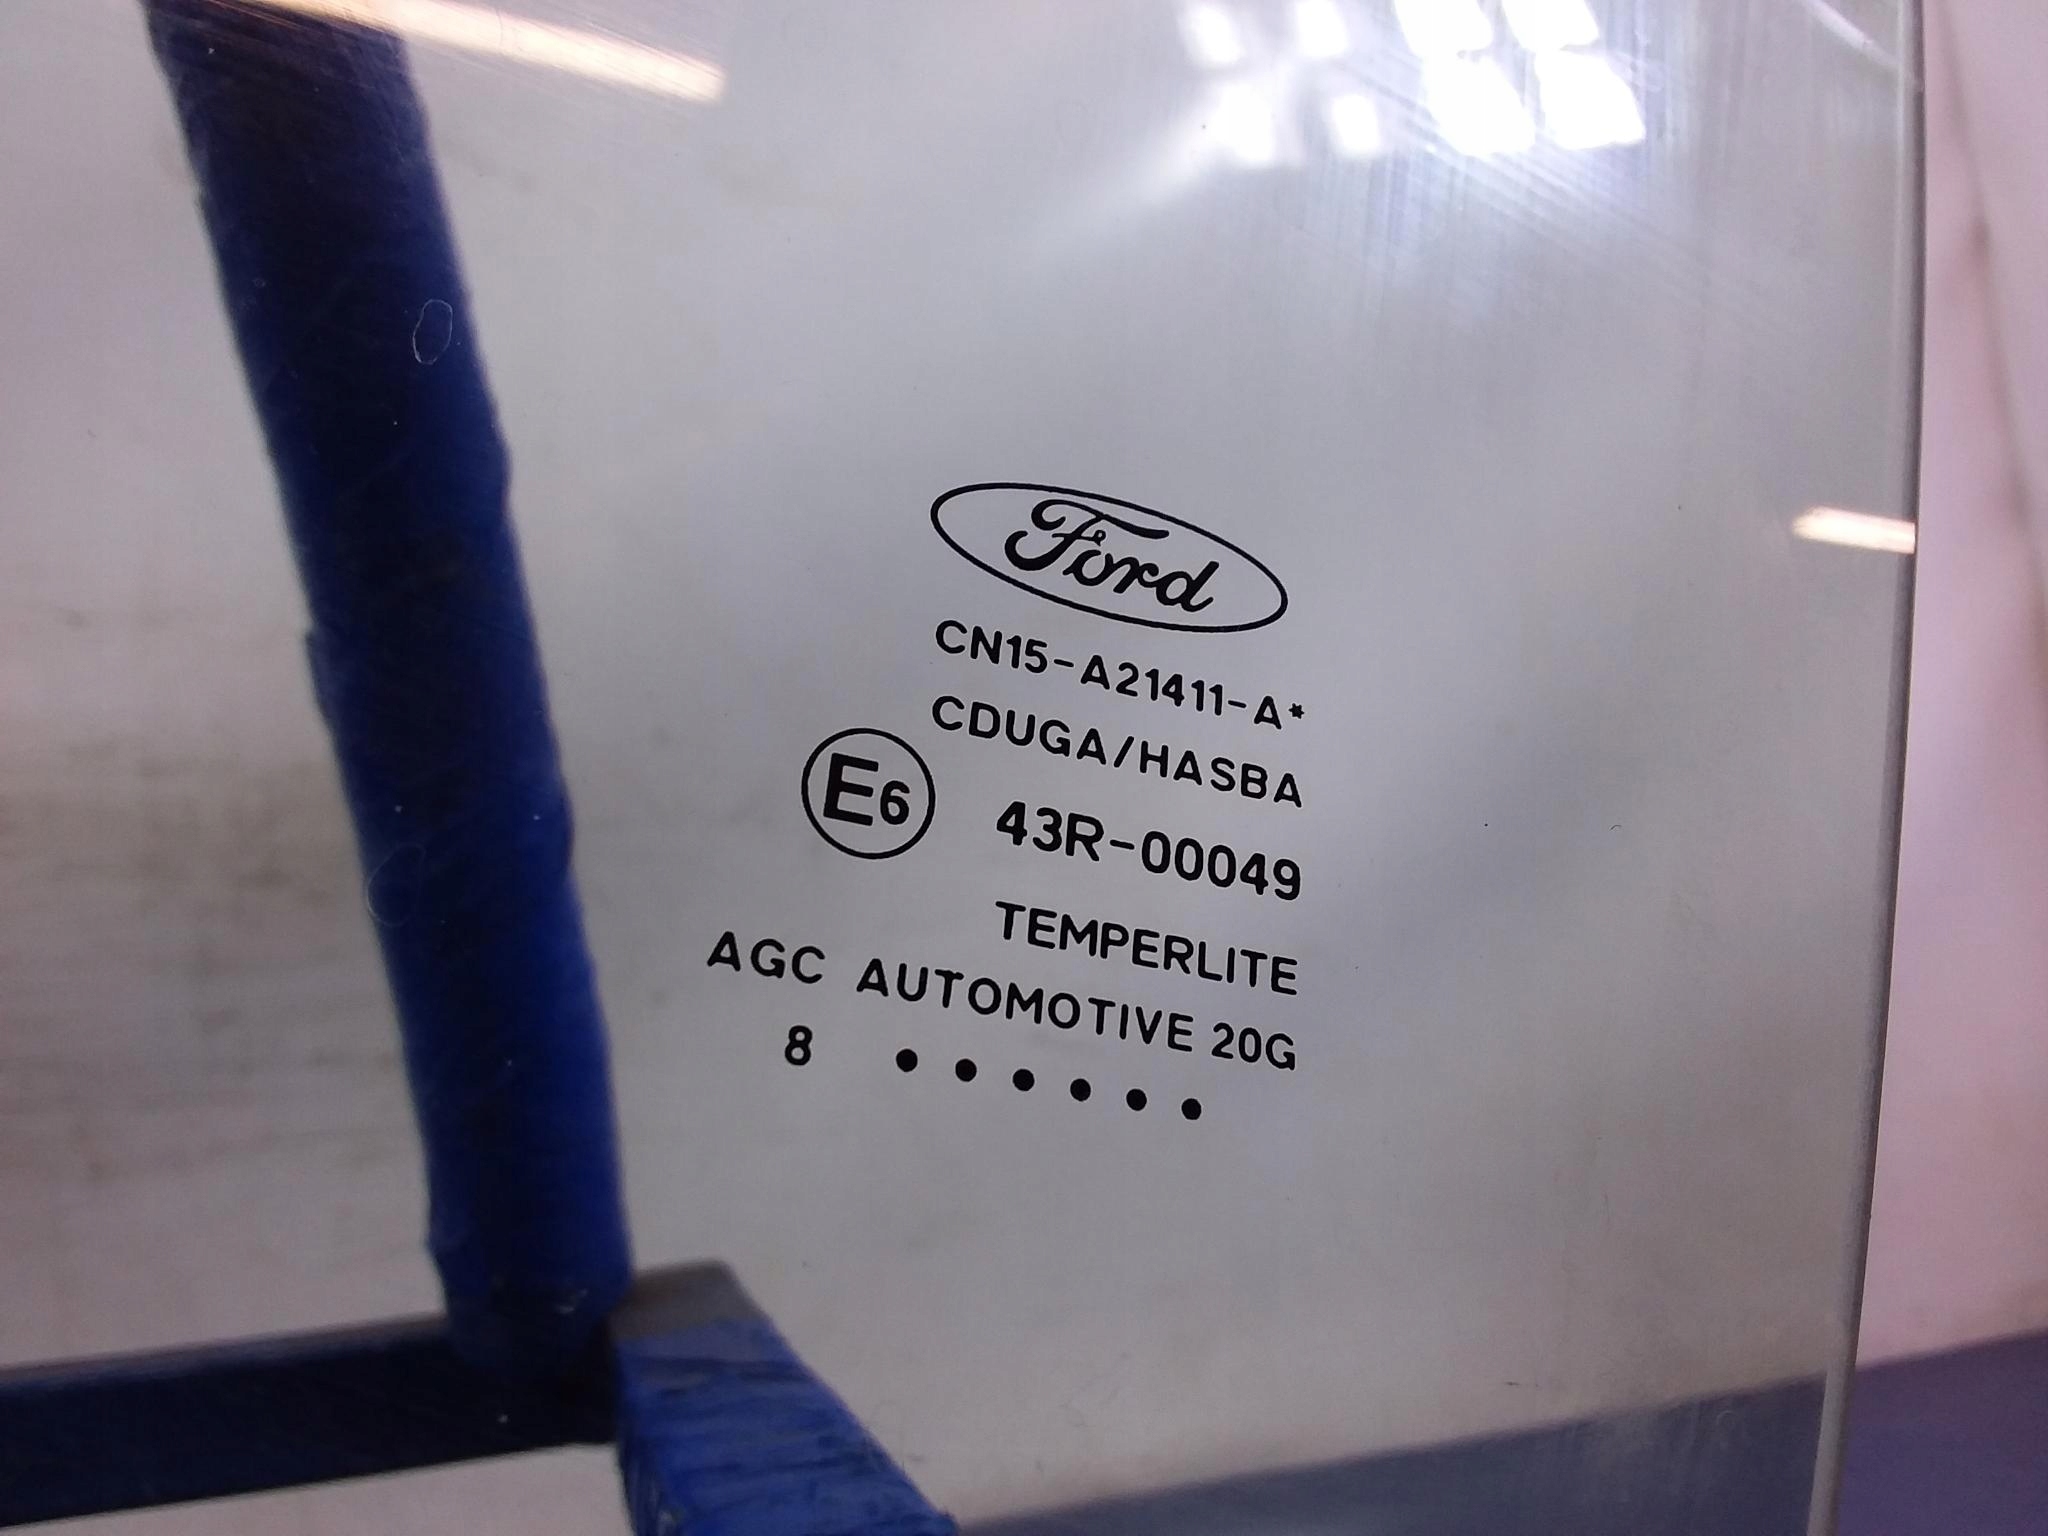 Ford
CN15-A21411-A*
CDUGA/HASBA
E6 43R-00049
TEMPERLITE
AGC AUTOMOTIVE 20G
8 ••••••